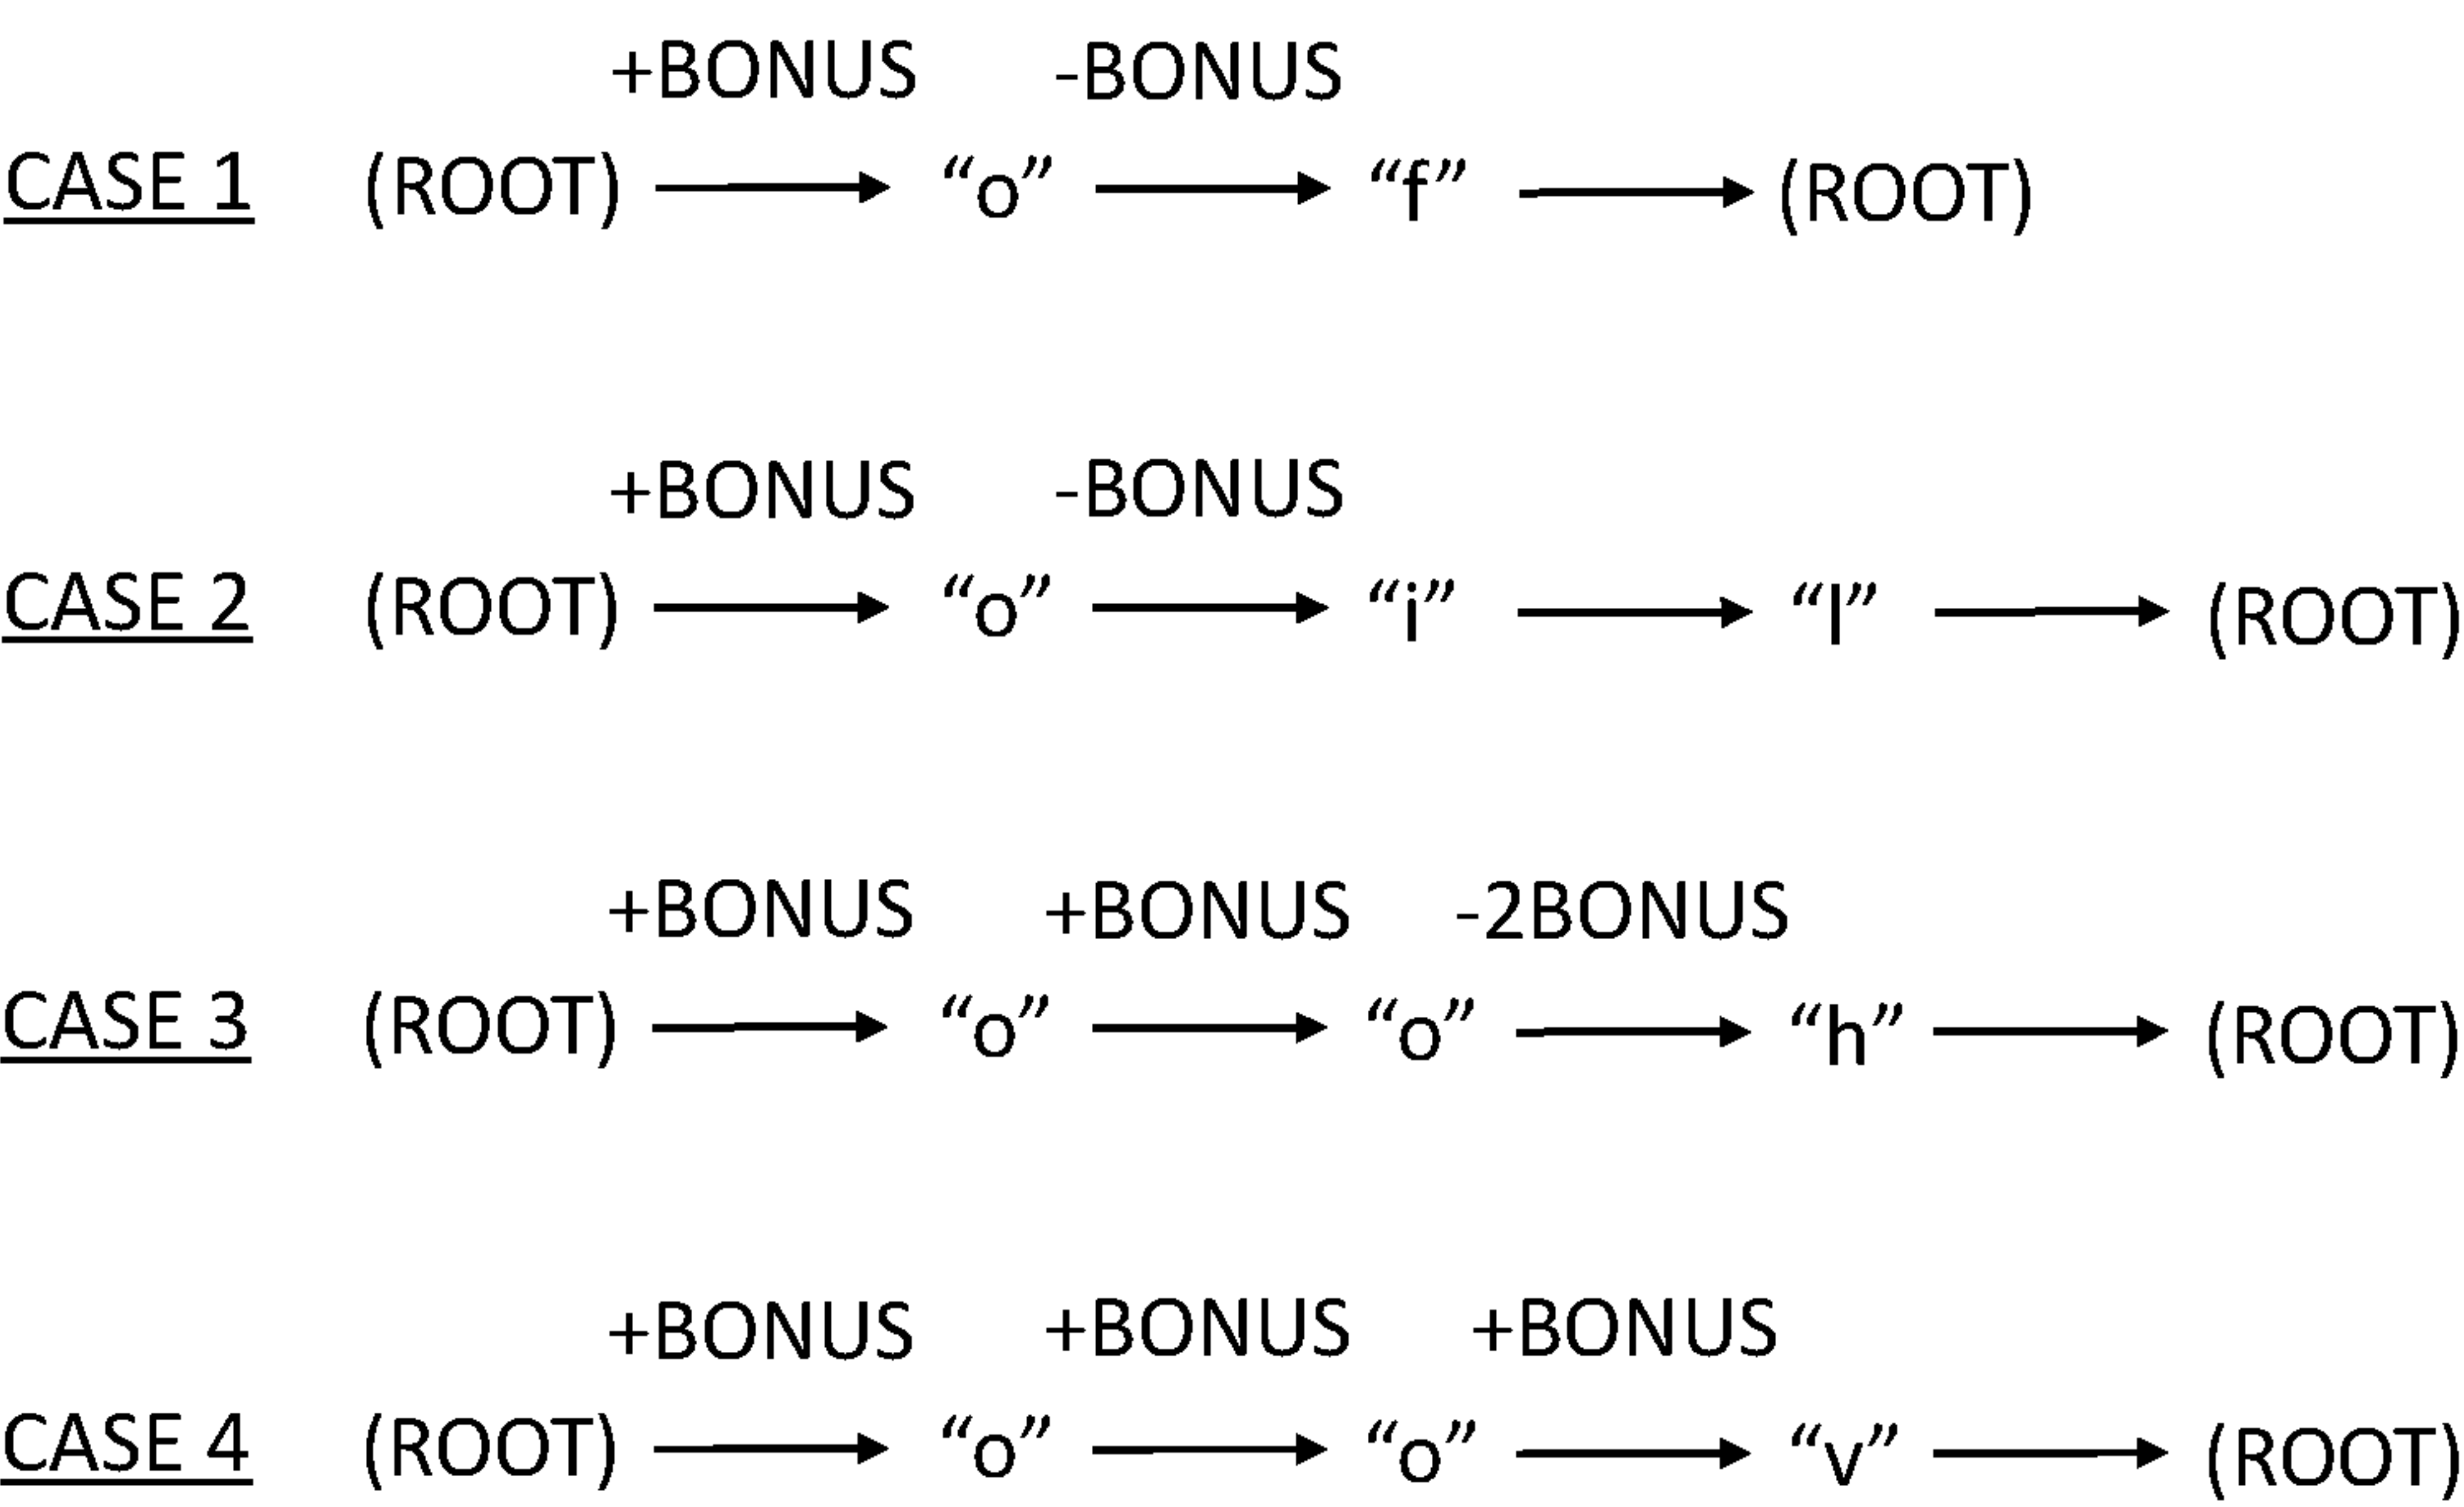 +BONUS -BONUS
CASE 1 (ROOT) “o” “f” (ROOT)
+BONUS -BONUS
CASE 2 (ROOT) “o” “i” “l” (ROOT)
+BONUS +BONUS -2BONUS
CASE 3 (ROOT) “o” “o” “h” (ROOT)
+BONUS +BONUS +BONUS
CASE 4 (ROOT) “o” “o” “v” (ROOT)